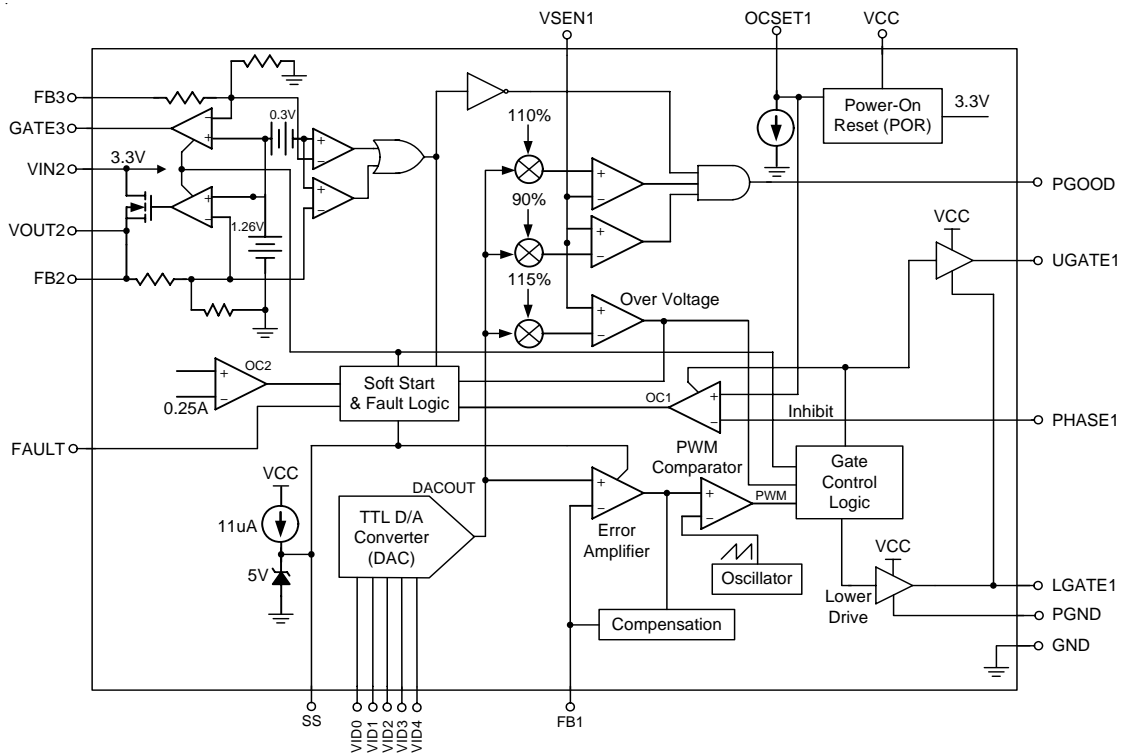 VSEN1
OCSET1
VCC
FB3
GATE3
VIN2
3.3V
VOUT2
FB2
0.3V
1.26V
110%
90%
115%
Power-On
Reset (POR)
3.3V
PGOOD
VCC
UGATE1
Over Voltage
OC2
0.25A
Soft Start
& Fault Logic
OC1
Inhibit
PHASE1
FAULT
VCC
11uA
5V
DACOUT
TTL D/A
Converter
(DAC)
Error
Amplifier
PWM
Comparator
PWM
Oscillator
Gate
Control
Logic
VCC
Lower
Drive
LGATE1
PGND
GND
Compensation
SS
VID0
VID1
VID2
VID3
VID4
FB1